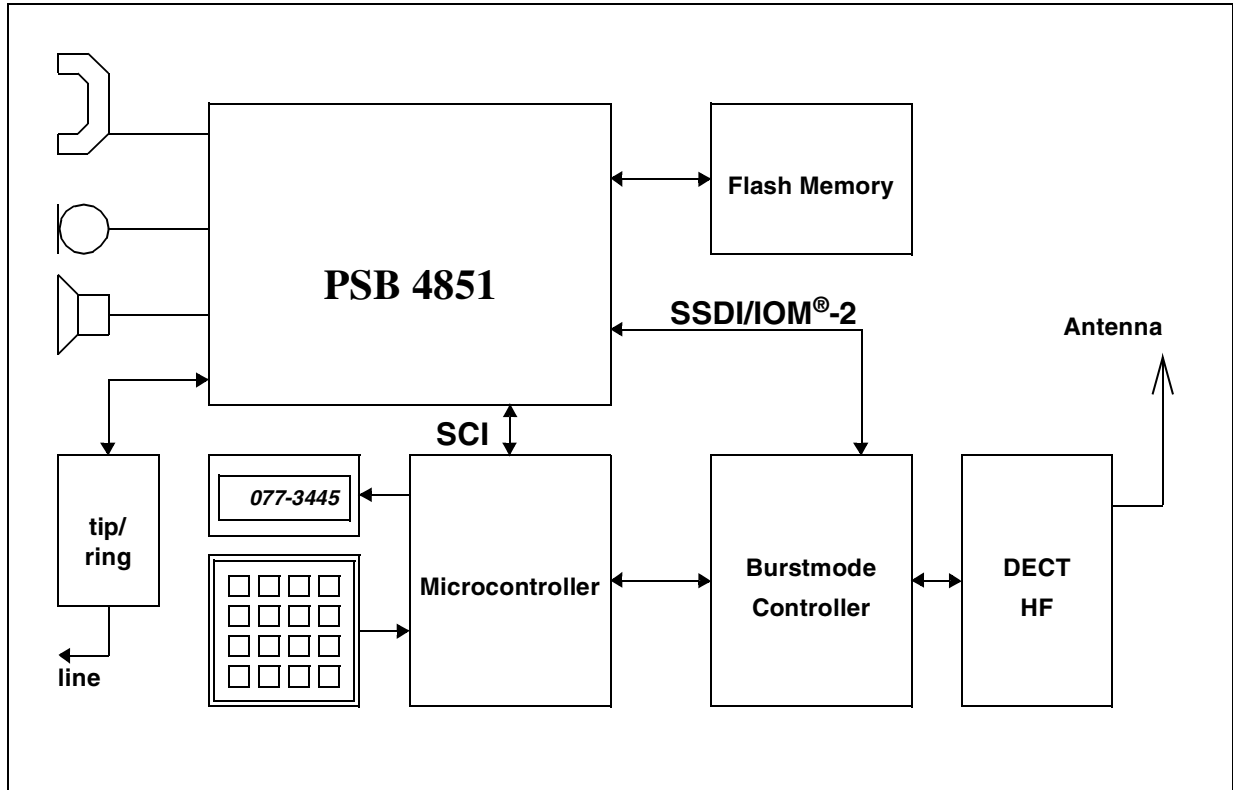 Flash Memory
PSB 4851
SSDI/IOM®-2
Antenna
SCI
077-3445
tip/
ring
Microcontroller
Burstmode
Controller
DECT
HF
line